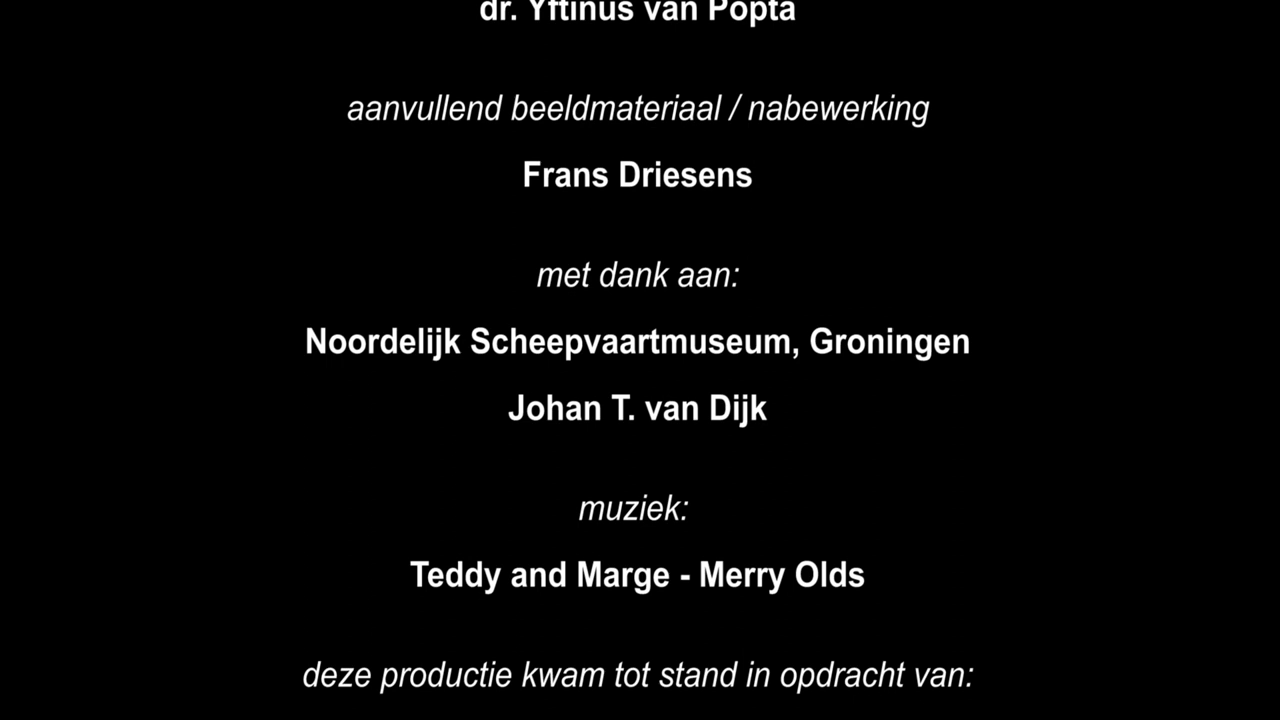 dr. Yftinus van Popta
aanvullend beeldmateriaal / nabewerking
Frans Driesens
met dank aan:
Noordelijk Scheepvaartmuseum, Groningen
Johan T. van Dijk
muziek:
Teddy and Marge - Merry Olds
deze productie kwam tot stand in opdracht van: